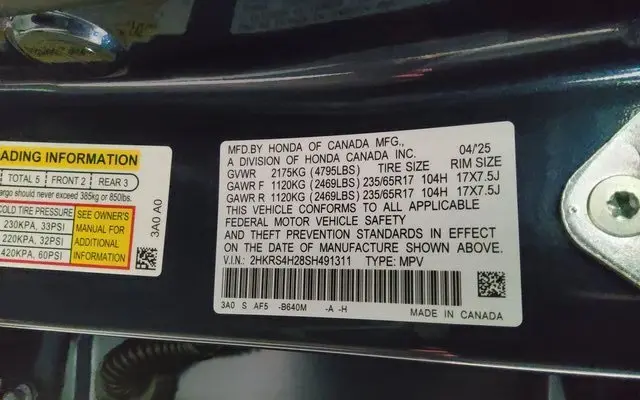 ADING INFORMATION
TOTAL 5 FRONT 2 REAR 3
argo should never exceed 385kg or 850lbs.
COLD TIRE PRESSURE
230KPA, 33PSI
220KPA, 32PSI
420KPA, 60PSI
SEE OWNER'S
MANUAL FOR
ADDITIONAL
INFORMATION
3A0 A0
MFD.BY HONDA OF CANADA MFG., 04/25
A DIVISION OF HONDA CANADA INC.
GVWR 2175KG (4795LBS) TIRE SIZE RIM SIZE
GAWR F 1120KG (2469LBS) 235/65R17 104H 17X7.5J
GAWR R 1120KG (2469LBS) 235/65R17 104H 17X7.5J
THIS VEHICLE CONFORMS TO ALL APPLICABLE
FEDERAL MOTOR VEHICLE SAFETY
AND THEFT PREVENTION STANDARDS IN EFFECT
ON THE DATE OF MANUFACTURE SHOWN ABOVE.
V.I.N.: 2HKRS4H28SH491311 TYPE: MPV
3A0 S AF5 -B640M -A -H
MADE IN CANADA